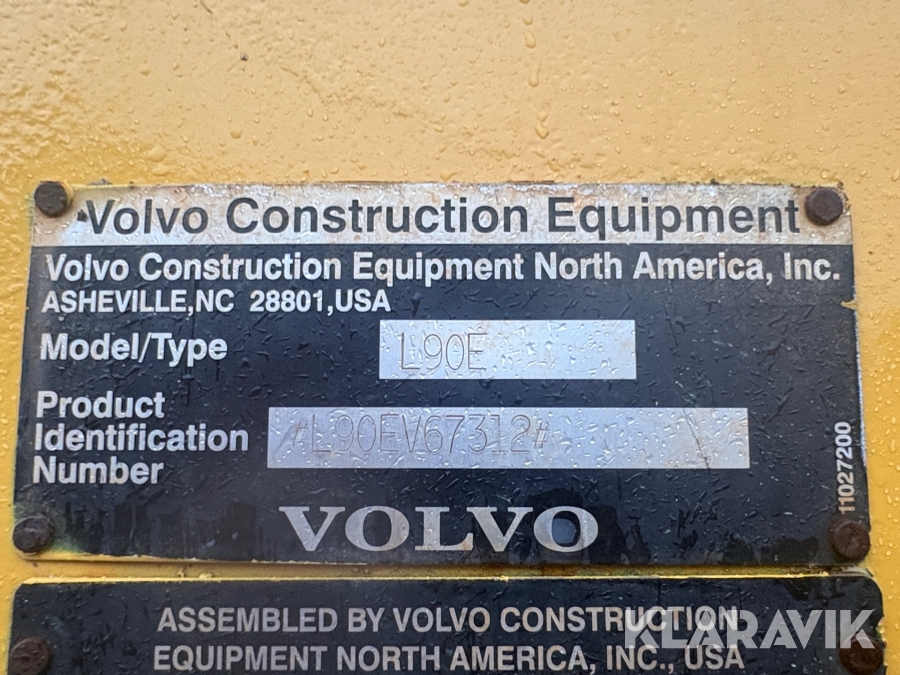 Volvo Construction Equipment
Volvo Construction Equipment North America, Inc.
ASHEVILLE,NC 28801,USA
Model/Type
L90E
Product
Identification
Number
#L90EV67312#
11027200
VOLVO
ASSEMBLED BY VOLVO CONSTRUCTION
EQUIPMENT NORTH AMERICA, INC., USA
KLARAVIK